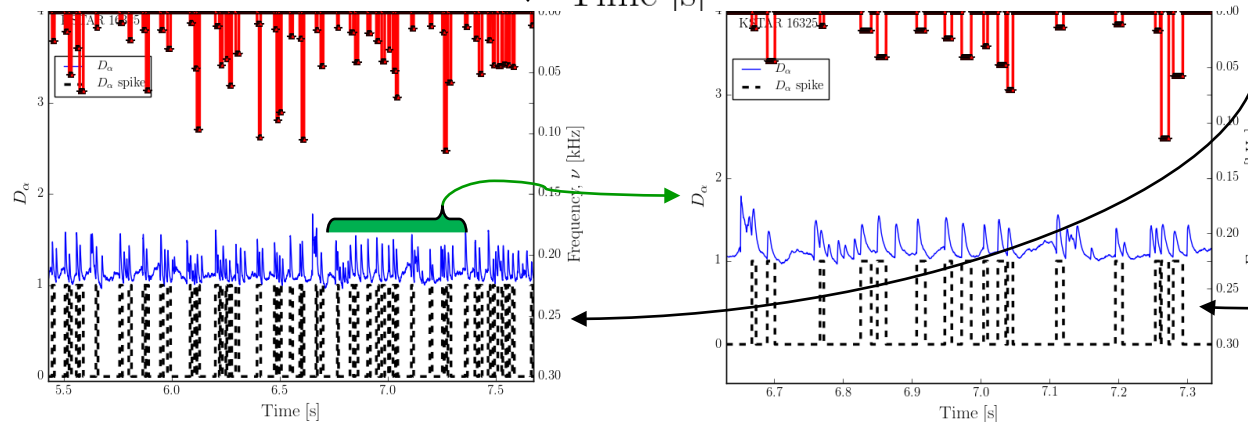 Time [s]
KSTAR 16325
Dα
Dα spike
4
3
2
1
0
Dα
0.00
0.05
0.10
0.15
0.20
0.25
0.30
Frequency, ν [kHz]
5.5 6.0 6.5 7.0 7.5
Time [s]
KSTAR 16325
Dα
Dα spike
4
3
2
1
0
Dα
0.00
0.05
0.10
0.15
0.20
0.25
0.30
6.7 6.8 6.9 7.0 7.1 7.2 7.3
Time [s]